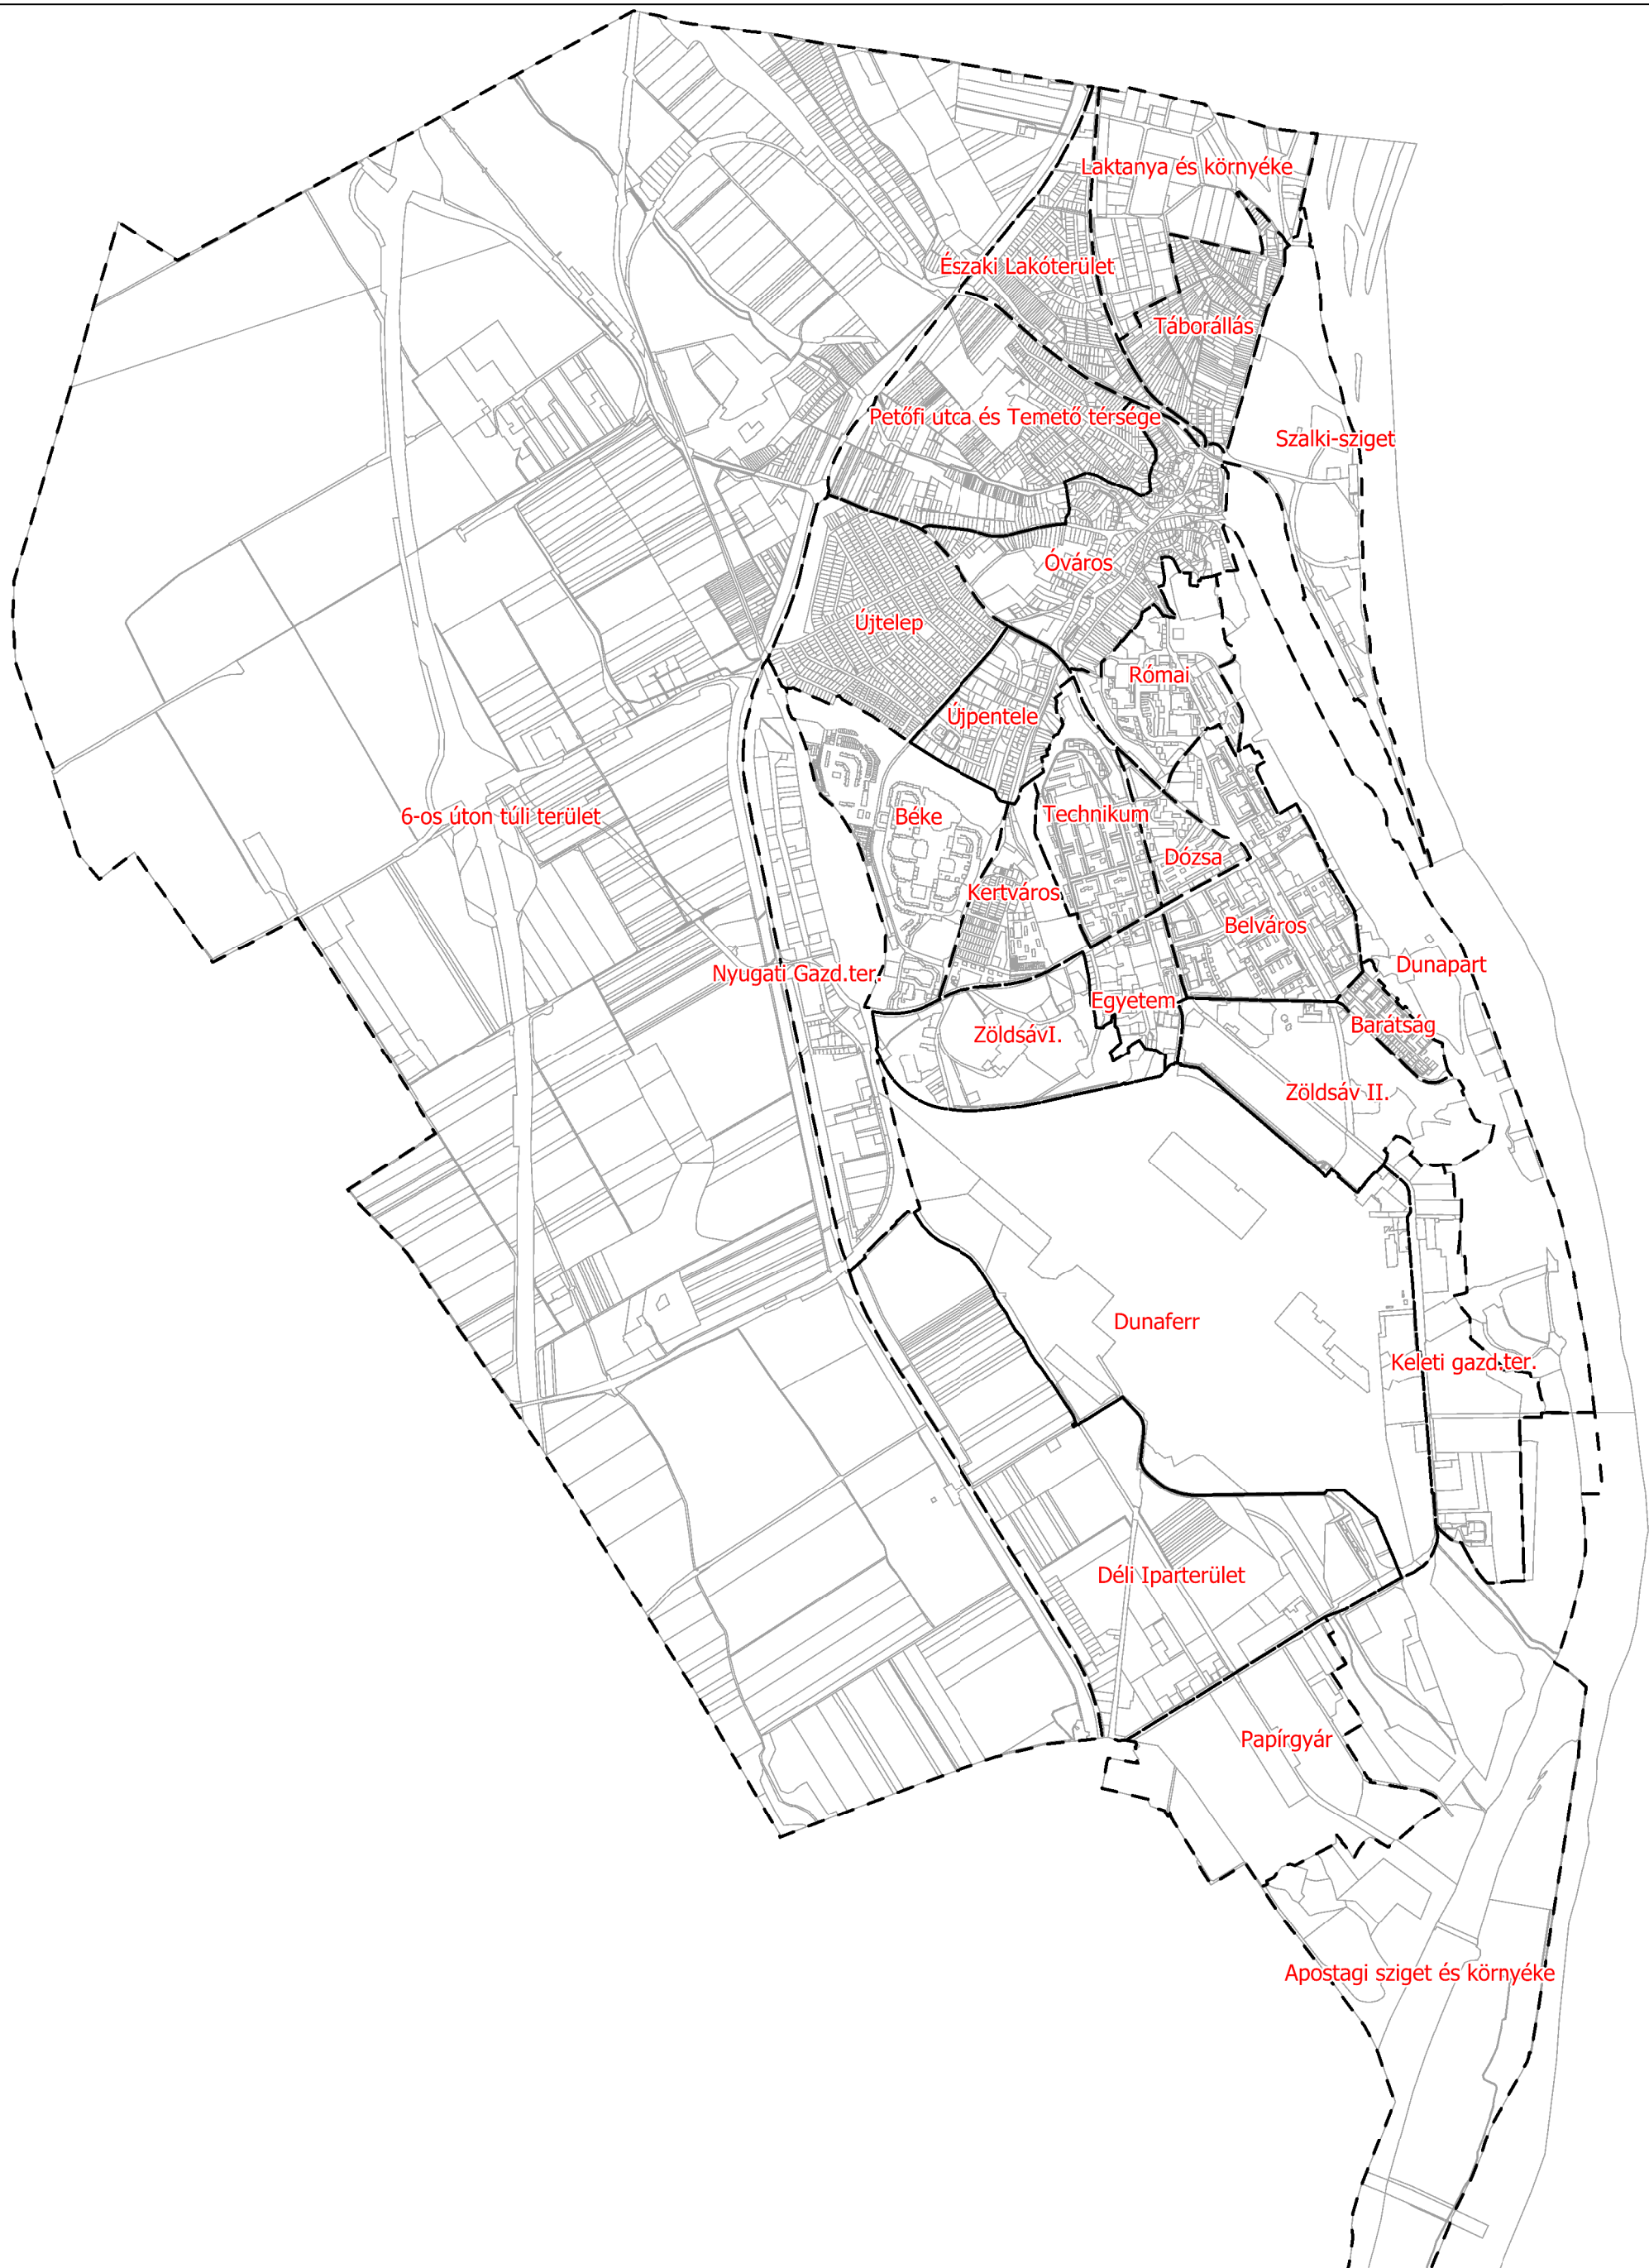 Laktanya és környéke
Északi Lakóterület
Táborállás
Petőfi utca és Temető térsége
Szalki-sziget
Óváros
Újtelep
Római
Újpentele
6-os úton túli terület
Béke
Technikum
Dózsa
Kertváros
Belváros
Nyugati Gazd.ter.
Dunapart
Egyetem
Barátság
ZöldsávI.
Zöldsáv II.
Dunaferr
Keleti gazd.ter.
Déli Iparterület
Papírgyár
Apostagi sziget és környéke